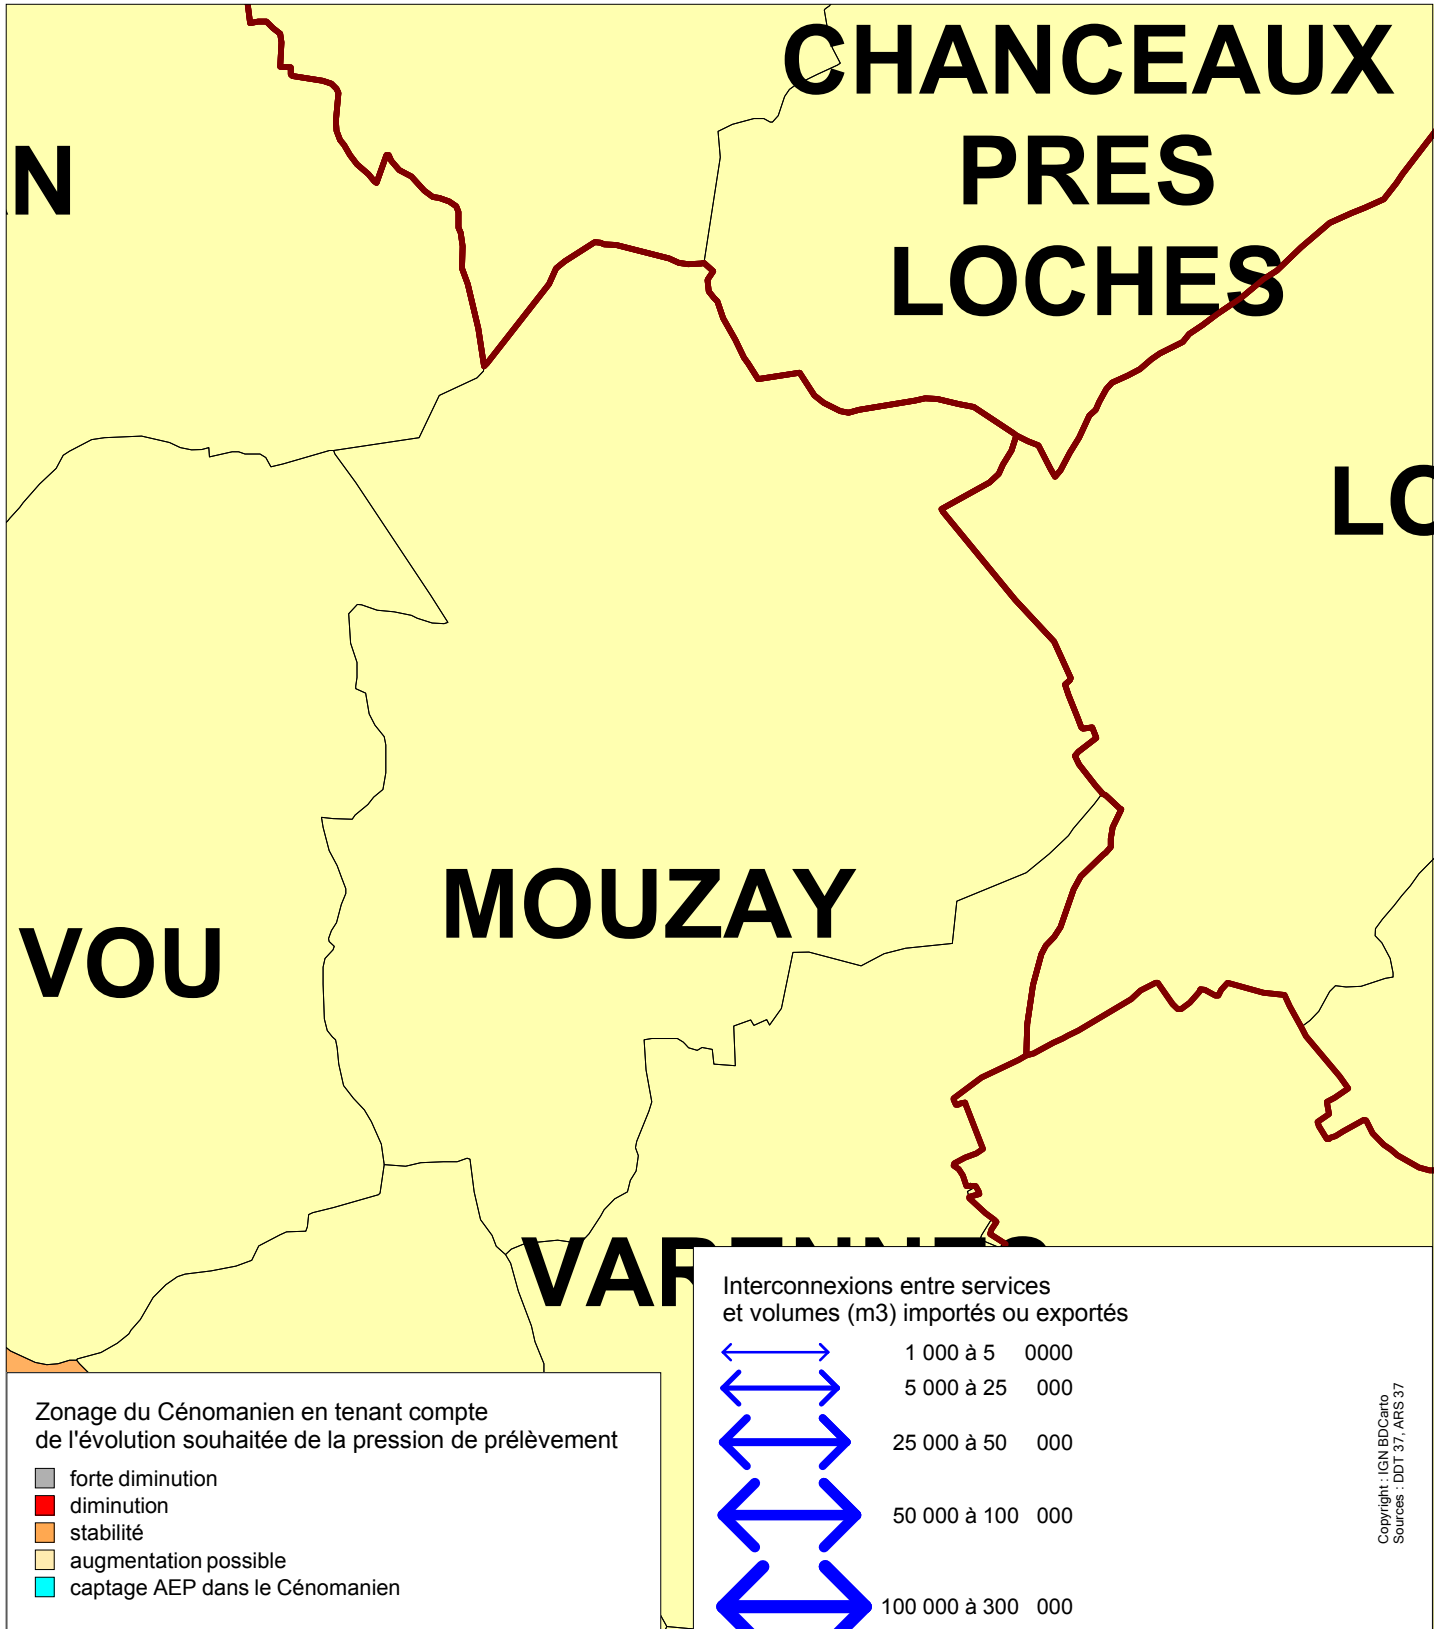 CHANCEAUX
PRES
LOCHES
N
LO
MOUZAY
VOU
VARENNES
Interconnexions entre services
et volumes (m3) importés ou exportés
1 000 à 5 0000
5 000 à 25 000
25 000 à 50 000
50 000 à 100 000
100 000 à 300 000
Zonage du Cénomanien en tenant compte
de l'évolution souhaitée de la pression de prélèvement
forte diminution
diminution
stabilité
augmentation possible
captage AEP dans le Cénomanien
Copyright : IGN BDCarto
Sources : DDT 37, ARS 37